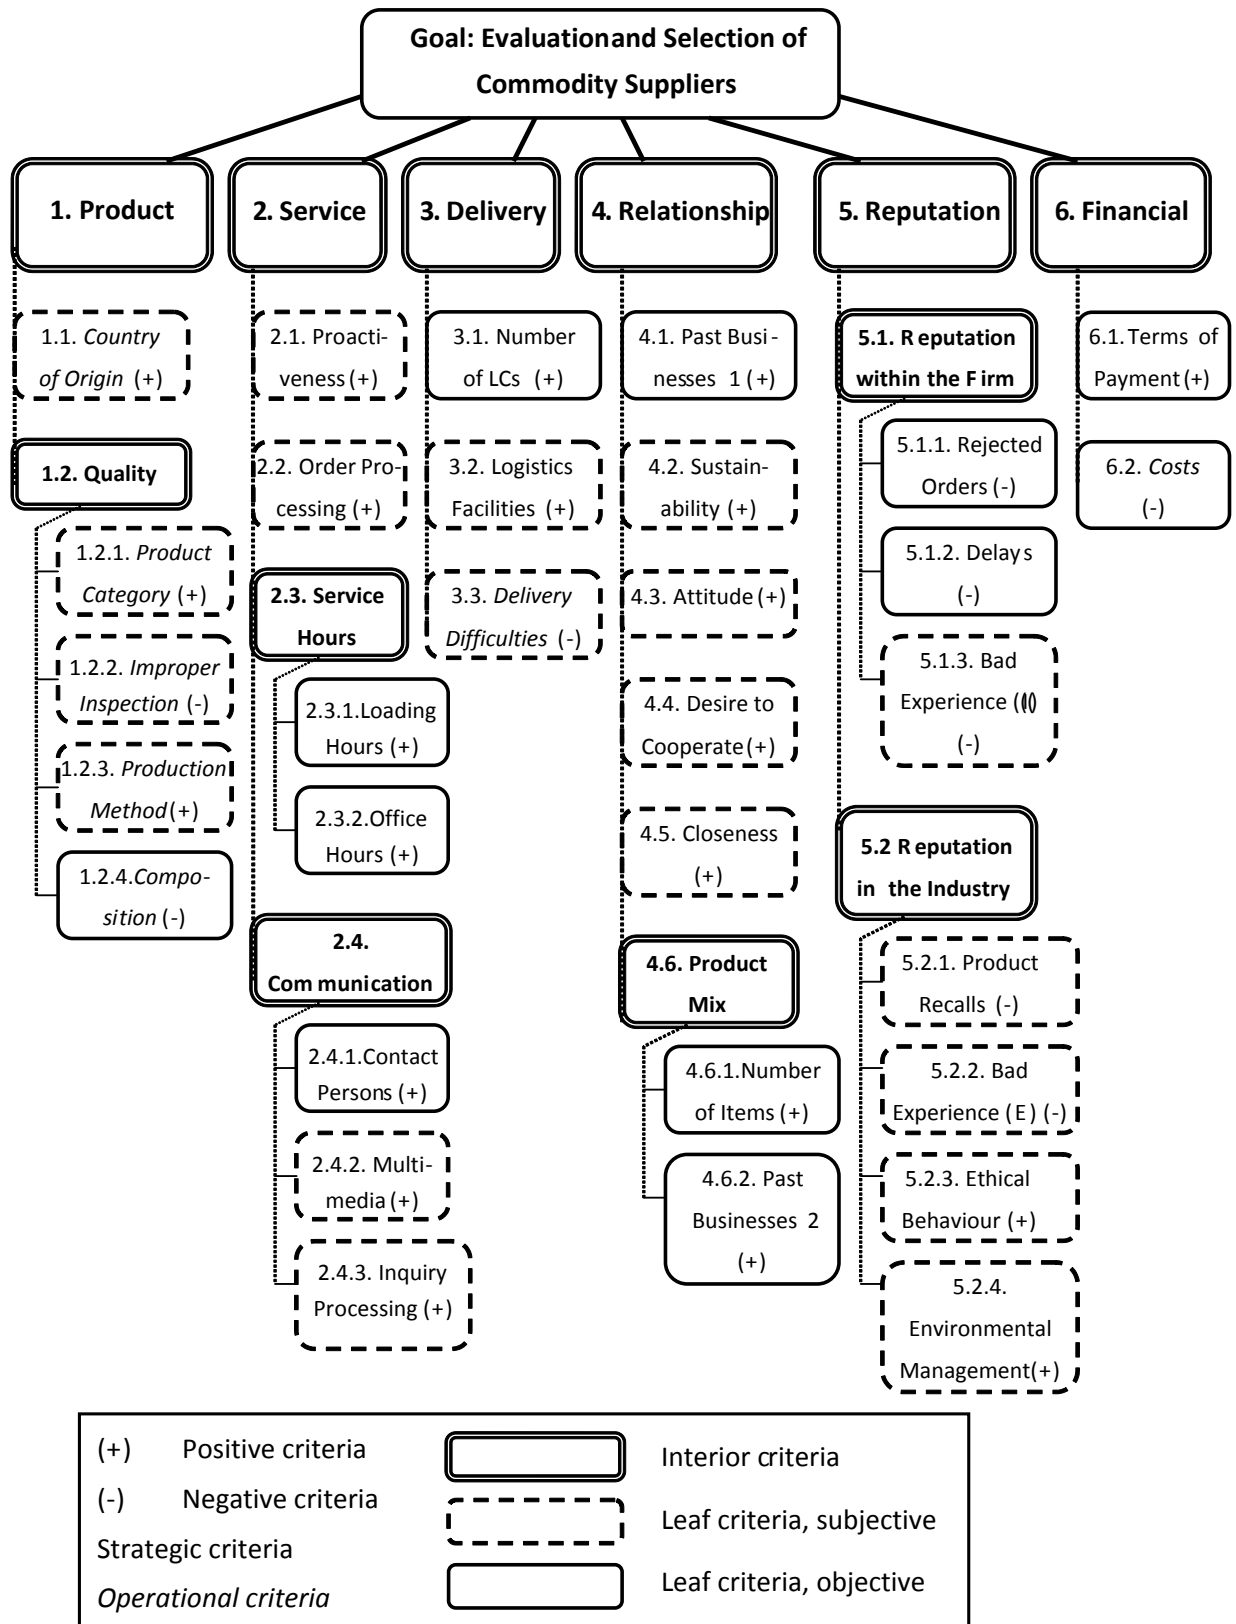 Goal: Evaluationand Selection of
Commodity Suppliers
1. Product
2. Service
3. Delivery
4. Relationship
5. Reputation
6. Financial
1.1. Country
of Origin (+)
1.2. Quality
1.2.1. Product
Category (+)
1.2.2. Improper
Inspection (-)
1.2.3. Production
Method (+)
1.2.4.Compo-
sition (-)
2.1. Proacti-
veness (+)
2.2. Order Pro-
cessing (+)
2.3. Service
Hours
2.3.1.Loading
Hours (+)
2.3.2.Office
Hours (+)
2.4.
Communication
2.4.1.Contact
Persons (+)
2.4.2. Multi-
media (+)
2.4.3. Inquiry
Processing (+)
3.1. Number
of LCs (+)
3.2. Logistics
Facilities (+)
3.3. Delivery
Difficulties (-)
4.1. Past Busi-
nesses 1 (+)
4.2. Sustain-
ability (+)
4.3. Attitude (+)
4.4. Desire to
Cooperate (+)
4.5. Closeness
(+)
4.6. Product
Mix
4.6.1.Number
of Items (+)
4.6.2. Past
Businesses 2
(+)
5.1. Reputation
within the Firm
5.1.1. Rejected
Orders (-)
5.1.2. Delays
(-)
5.1.3. Bad
Experience
(-)
5.2 Reputation
in the Industry
5.2.1. Product
Recalls (-)
5.2.2. Bad
Experience (E) (-)
5.2.3. Ethical
Behaviour (+)
5.2.4.
Environmental
Management(+)
6.1. Terms of
Payment (+)
6.2. Costs
(-)
(+) Positive criteria
(-) Negative criteria
Strategic criteria
Operational criteria
Interior criteria
Leaf criteria, subjective
Leaf criteria, objective